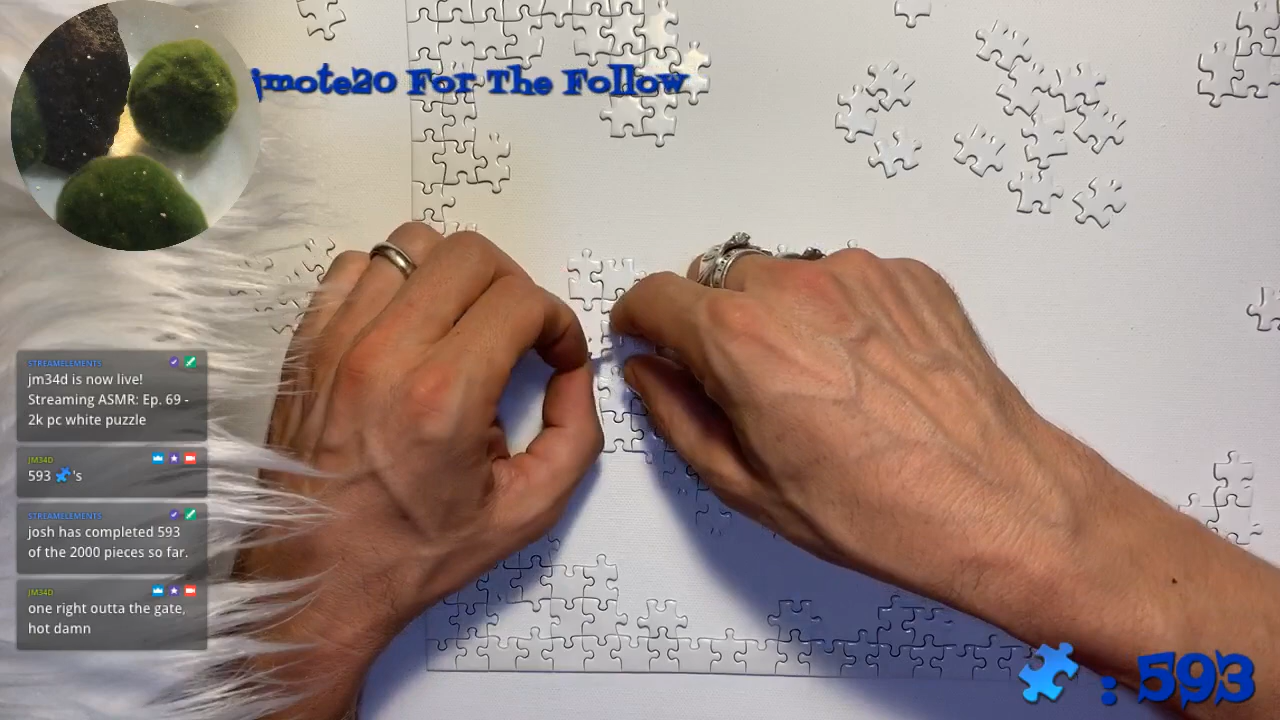 jmote20 For The Follow
STREAMELEMENTS
jm34d is now live!
Streaming ASMR: Ep. 69 -
2k pc white puzzle
JM34D
593 's
STREAMELEMENTS
josh has completed 593
of the 2000 pieces so far.
JM34D
one right outta the gate,
hot damn
: 593